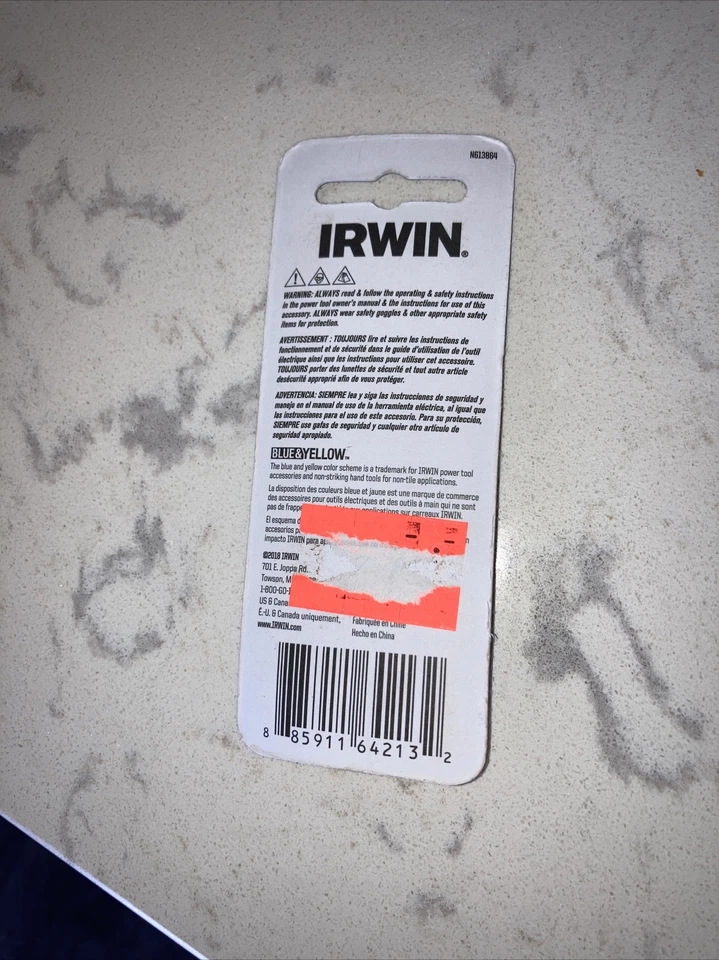 N613864
IRWIN®
WARNING: ALWAYS read & follow the operating & safety instructions
in the power tool owner's manual & the instructions for use of this
accessory. ALWAYS wear safety goggles & other appropriate safety
items for protection.
AVERTISSEMENT : TOUJOURS lire et suivre les instructions de
fonctionnement et de sécurité dans le guide d'utilisation de l'outil
électrique ainsi que les instructions pour utiliser cet accessoire.
TOUJOURS porter des lunettes de sécurité et tout autre article
desécurité approprié afin de vous protéger.
ADVERTENCIA: SIEMPRE lea y siga las instrucciones de seguridad y
manejo en el manual de uso de la herramienta eléctrica, al igual que
las instrucciones para el uso de este accesorio. Para su protección,
SIEMPRE use gafas de seguridad y cualquier otro artículo de
seguridad apropiado.
BLUE&YELLOW™
The blue and yellow color scheme is a trademark for IRWIN power tool
accessories and non-striking hand tools for non-tile applications.
La disposition des couleurs bleue et jaune est une marque de commerce
des accessoires pour outils électriques et des outils à main qui ne sont
pas de frappe applications sur carreaux IRWIN.
El esquema
accesorios
impacto IRWIN para
©2018 IRWIN
701 E. Joppa Rd.
Towson,
US &
É.-U. & Canada uniquement,
www.IRWIN.com
Fabriquée en Chine
Hecho en China
8 85911 64213 2